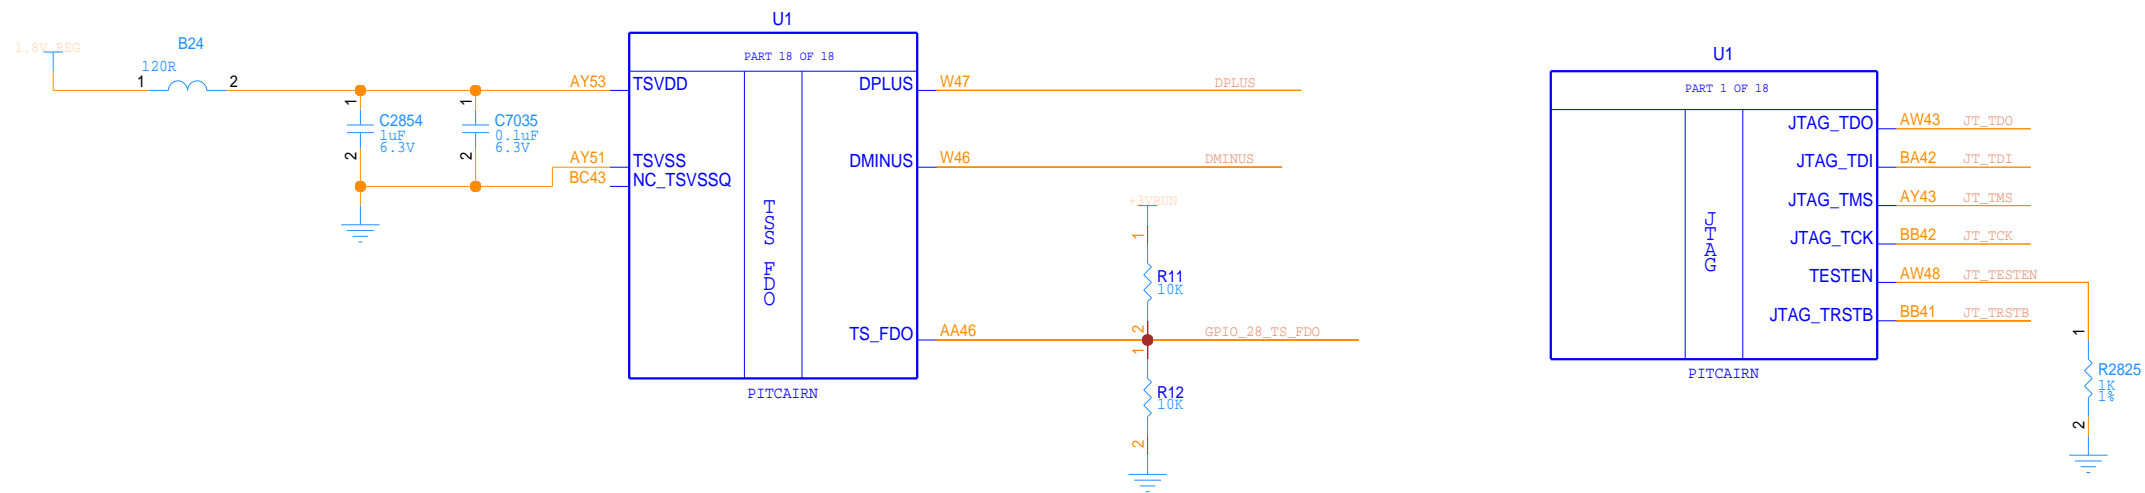 U1
PART 18 OF 18
1.8V_REG
B24
120R
1
2
AY53
TSVDD
DPLUS
W47
DPLUS
1
C2854
1uF
6.3V
2
1
C7035
0.1uF
6.3V
2
AY51
TSVSS
BC43
NC_TSVSSQ
DMINUS
W46
DMINUS
TSS FDO
+3VRUN
1
R11
10K
2
TS_FDO
AA46
GPIO_28_TS_FDO
1
R12
10K
2
PITCAIRN
U1
PART 1 OF 18
JTAG
JTAG_TDO
AW43
JT_TDO
JTAG_TDI
BA42
JT_TDI
JTAG_TMS
AY43
JT_TMS
JTAG_TCK
BB42
JT_TCK
TESTEN
AW48
JT_TESTEN
JTAG_TRSTB
BB41
JT_TRSTB
PITCAIRN
1
R2825
1K
1%
2